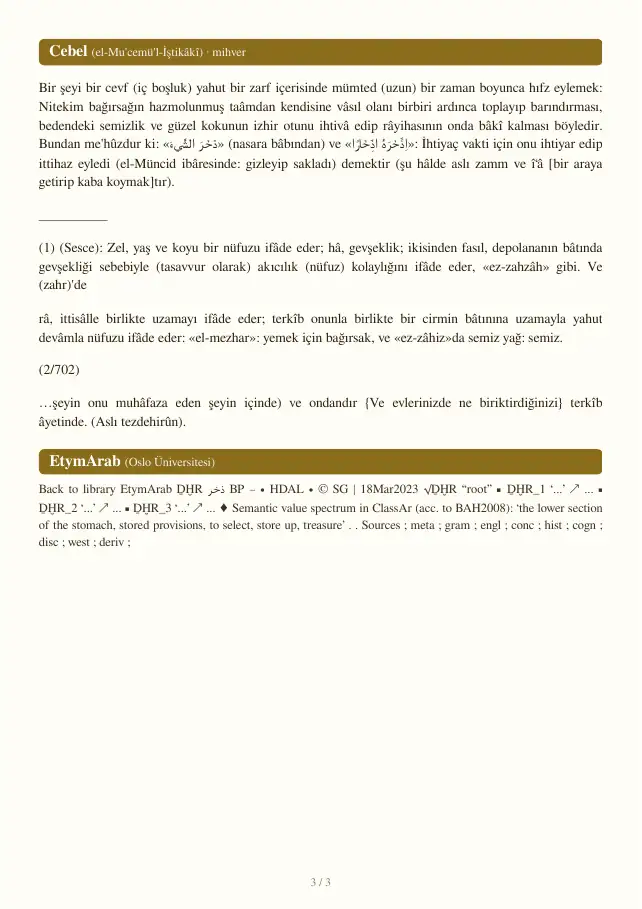 Cebel (el-Mu'cemü'l-İştikâkî) · mihver
Bir şeyi bir cevf (iç boşluk) yahut bir zarf içerisinde mümted (uzun) bir zaman boyunca hıfz eylemek:
Nitekim bağırsağın hazmolunmuş taâmdan kendisine vâsıl olanı birbiri ardınca toplayıp barındırması,
bedendeki semizlik ve güzel kokunun izhir otunu ihtivâ edip râyihasının onda bâkî kalması böyledir.
Bundan me'hûzdur ki: «ذَخَرَ الشَّيءَ» (nasara bâbından) ve «اِذَّخَرَهُ اِذِّخَارًا»: İhtiyaç vakti için onu ihtiyar edip
ittihaz eyledi (el-Müncid ibâresinde: gizleyip sakladı) demektir (şu hâlde aslı zamm ve î'â [bir araya
getirip kaba koymak]tır).
(1) (Sesce): Zel, yaş ve koyu bir nüfuzu ifâde eder; hâ, gevşeklik; ikisinden fasıl, depolananın bâtında
gevşekliği sebebiyle (tasavvur olarak) akıcılık (nüfuz) kolaylığını ifâde eder, «ez-zahzâh» gibi. Ve
(zahr)'de
râ, ittisâlle birlikte uzamayı ifâde eder; terkîb onunla birlikte bir cirmin bâtınına uzamayla yahut
devâmla nüfuzu ifâde eder: «el-mezhar»: yemek için bağırsak, ve «ez-zâhiz»da semiz yağ: semiz.
(2/702)
…şeyin onu muhâfaza eden şeyin içinde) ve ondandır {Ve evlerinizde ne biriktirdiğinizi} terkîb
âyetinde. (Aslı tezdehirûn).
EtymArab (Oslo Üniversitesi)
Back to library EtymArab ḎḪR ذخر BP – • HDAL • © SG | 18Mar2023 √ḎḪR “root” ▪ ḎḪR_1 ‘...’ ↗ ... ▪
ḎḪR_2 ‘...’ ↗ ... ▪ ḎḪR_3 ‘...’ ↗ ... ♦ Semantic value spectrum in ClassAr (acc. to BAH2008): ‘the lower section
of the stomach, stored provisions, to select, store up, treasure’ . . Sources ; meta ; gram ; engl ; conc ; hist ; cogn ;
disc ; west ; deriv ;
3 / 3